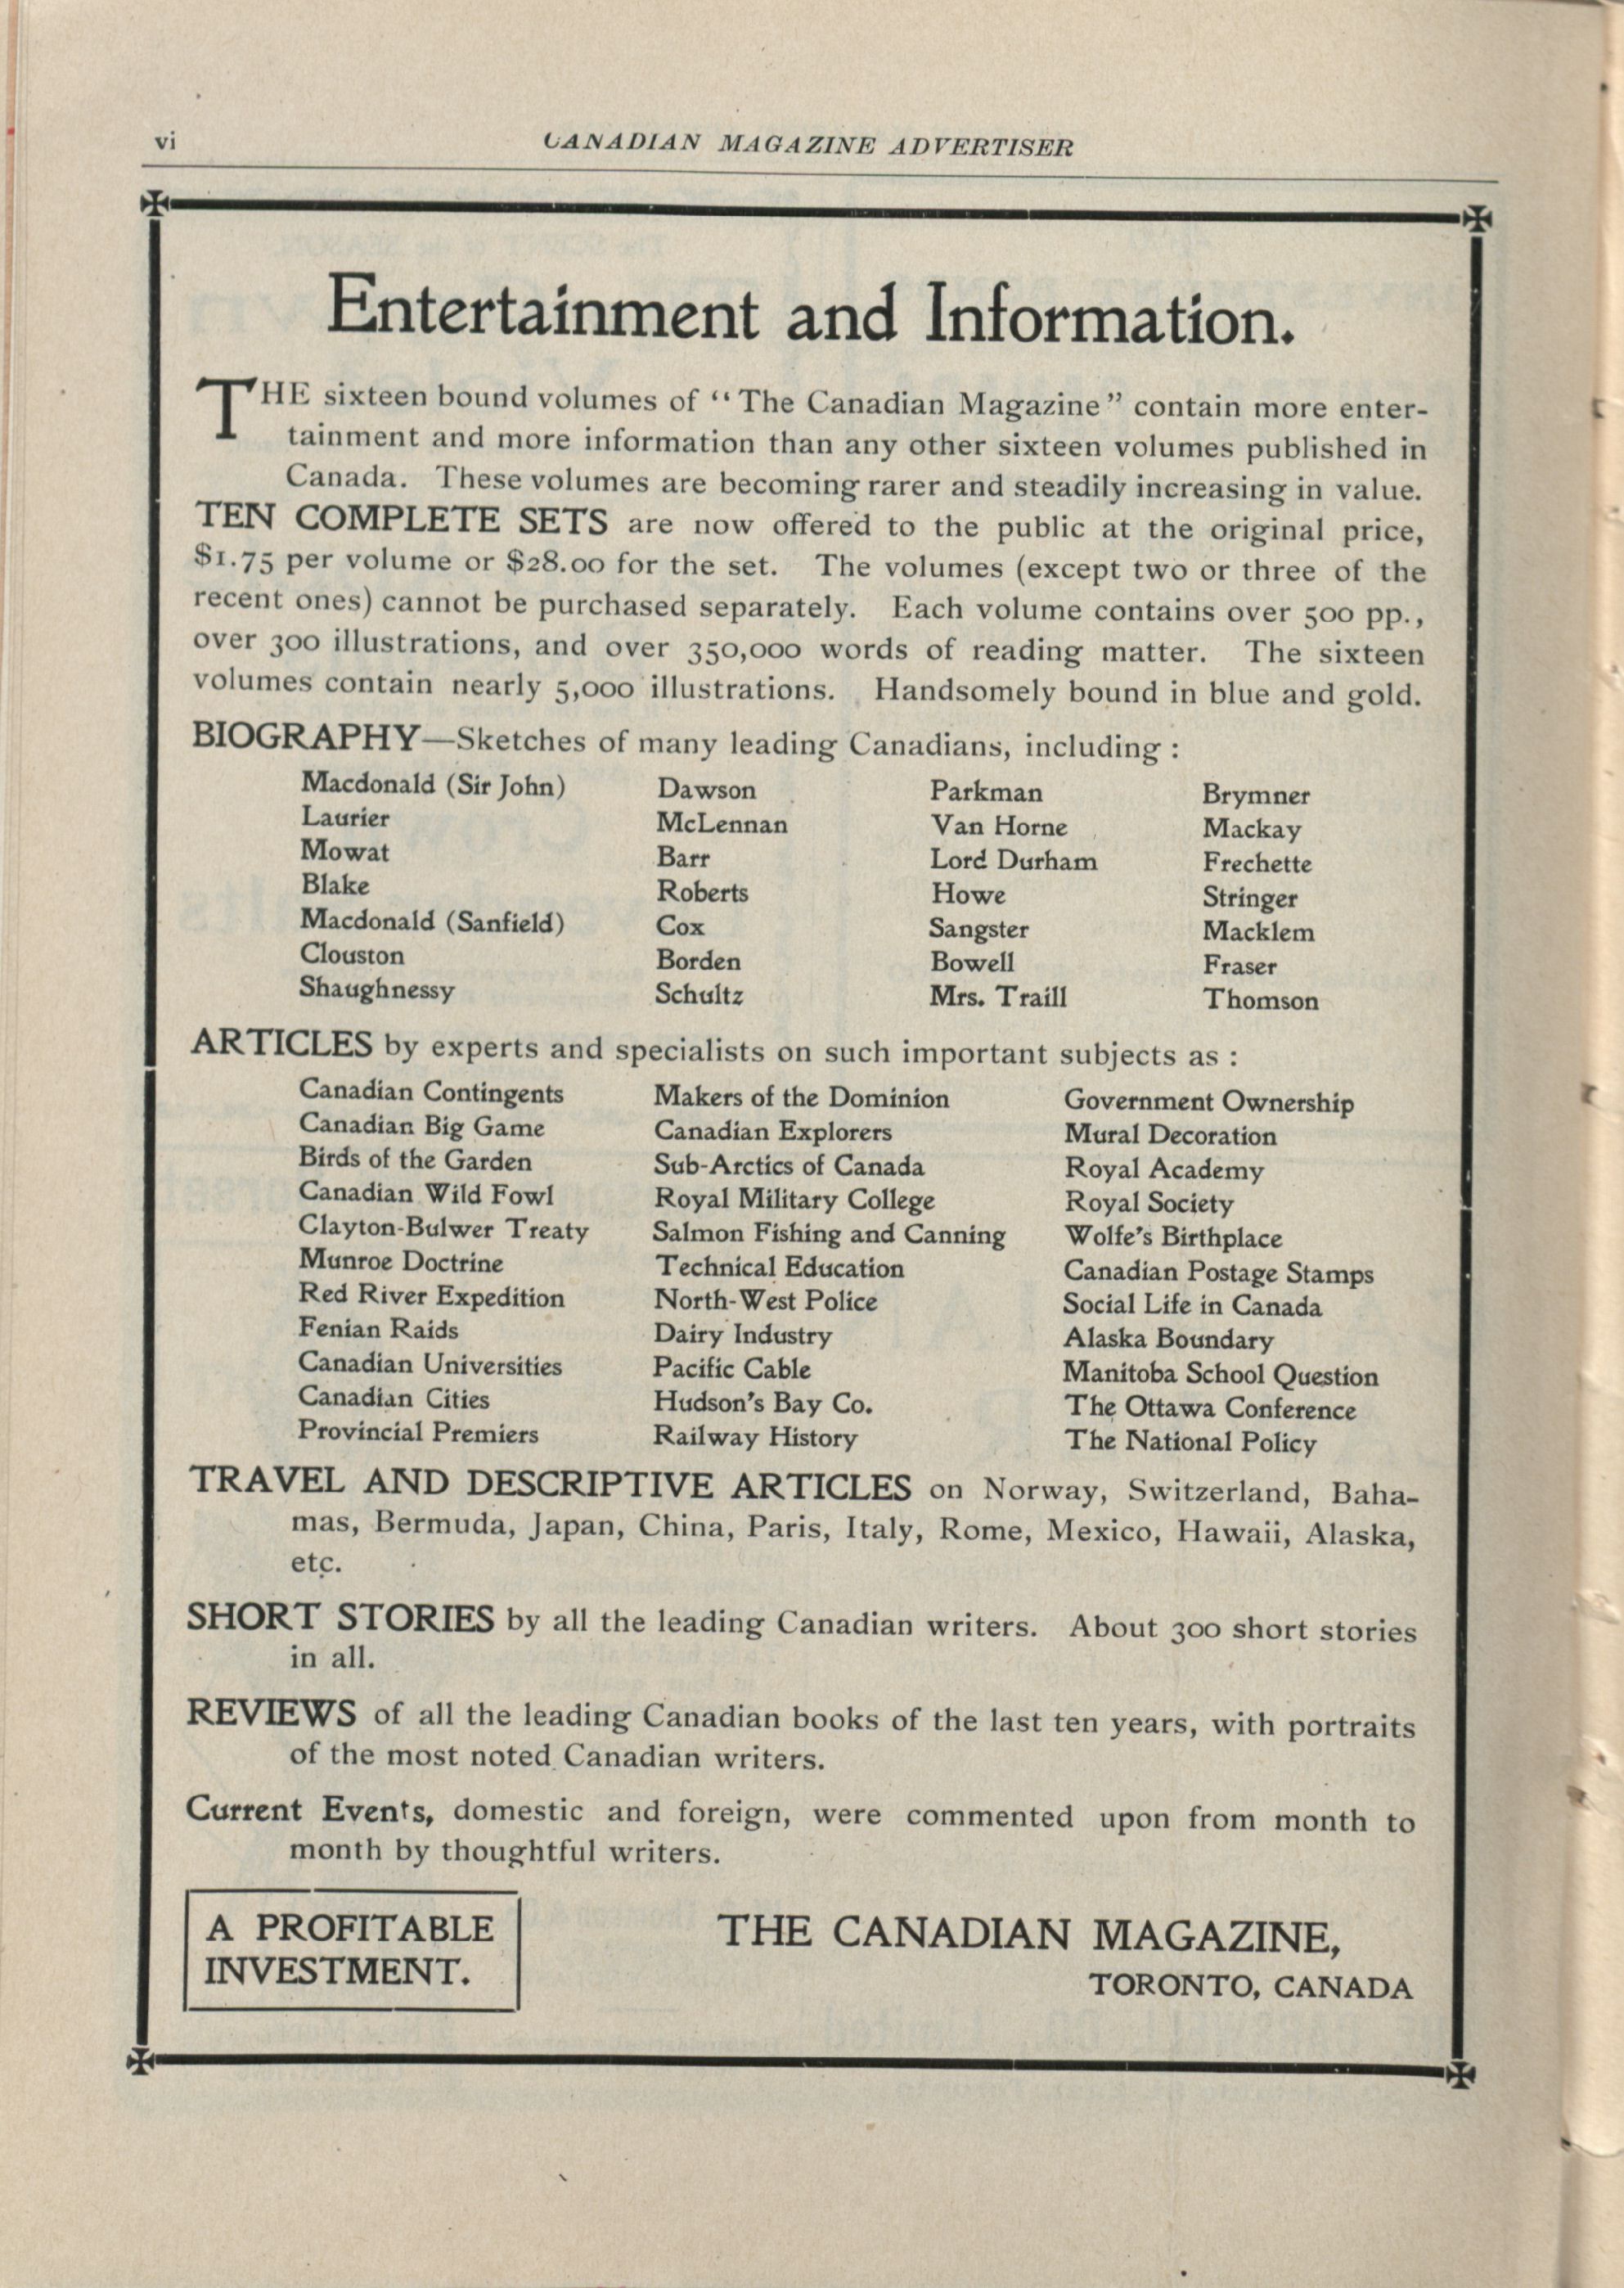 vi
CANADIAN MAGAZINE ADVERTISER
Entertainment and Information.
THE sixteen bound volumes of “The Canadian Magazine” contain more enter-
tainment and more information than any other sixteen volumes published in
Canada. These volumes are becoming rarer and steadily increasing in value.
TEN COMPLETE SETS are now offered to the public at the original price,
$1.75 per volume or $28.00 for the set. The volumes (except two or three of the
recent ones) cannot be purchased separately. Each volume contains over 500 pp.,
over 300 illustrations, and over 350,000 words of reading matter. The sixteen
volumes contain nearly 5,000 illustrations. Handsomely bound in blue and gold.
BIOGRAPHY—Sketches of many leading Canadians, including :
Macdonald (Sir John) Dawson Parkman Brymner
Laurier McLennan Van Horne Mackay
Mowat Barr Lord Durham Frechette
Blake Roberts Howe Stringer
Macdonald (Sanfield) Cox Sangster Macklem
Clouston Borden Bowell Fraser
Shaughnessy Schultz Mrs. Traill Thomson
ARTICLES by experts and specialists on such important subjects as :
Canadian Contingents Makers of the Dominion Government Ownership
Canadian Big Game Canadian Explorers Mural Decoration
Birds of the Garden Sub-Arctics of Canada Royal Academy
Canadian Wild Fowl Royal Military College Royal Society
Clayton-Bulwer Treaty Salmon Fishing and Canning Wolfe's Birthplace
Munroe Doctrine Technical Education Canadian Postage Stamps
Red River Expedition North-West Police Social Life in Canada
Fenian Raids Dairy Industry Alaska Boundary
Canadian Universities Pacific Cable Manitoba School Question
Canadian Cities Hudson's Bay Co. The Ottawa Conference
Provincial Premiers Railway History The National Policy
TRAVEL AND DESCRIPTIVE ARTICLES on Norway, Switzerland, Baha-
mas, Bermuda, Japan, China, Paris, Italy, Rome, Mexico, Hawaii, Alaska,
etc.
SHORT STORIES by all the leading Canadian writers. About 300 short stories
in all.
REVIEWS of all the leading Canadian books of the last ten years, with portraits
of the most noted Canadian writers.
Current Events, domestic and foreign, were commented upon from month to
month by thoughtful writers.
A PROFITABLE
INVESTMENT.
THE CANADIAN MAGAZINE,
TORONTO, CANADA